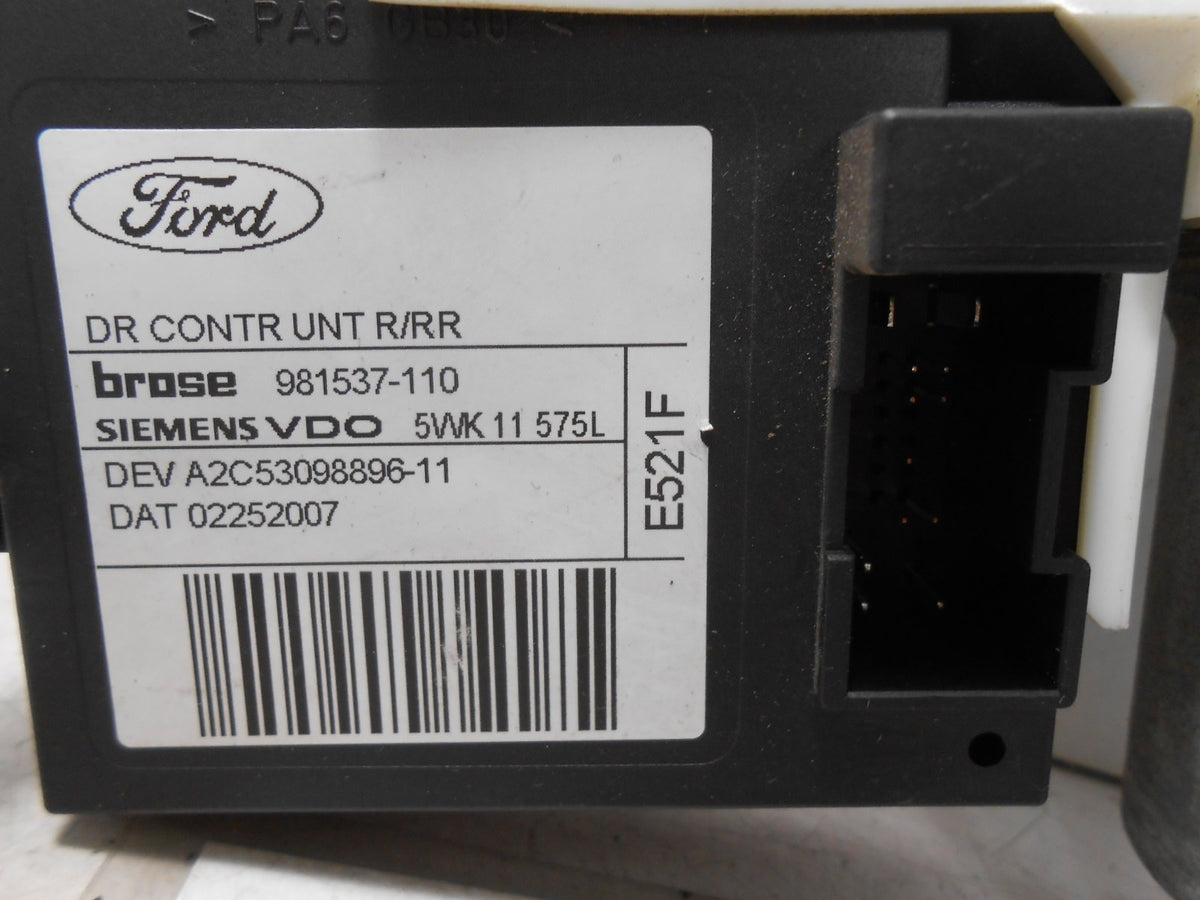 > PA6 GB30 <
Ford
DR CONTR UNT R/RR
brose 981537-110
SIEMENS VDO 5WK 11 575L
DEV A2C53098896-11
DAT 02252007
E521F